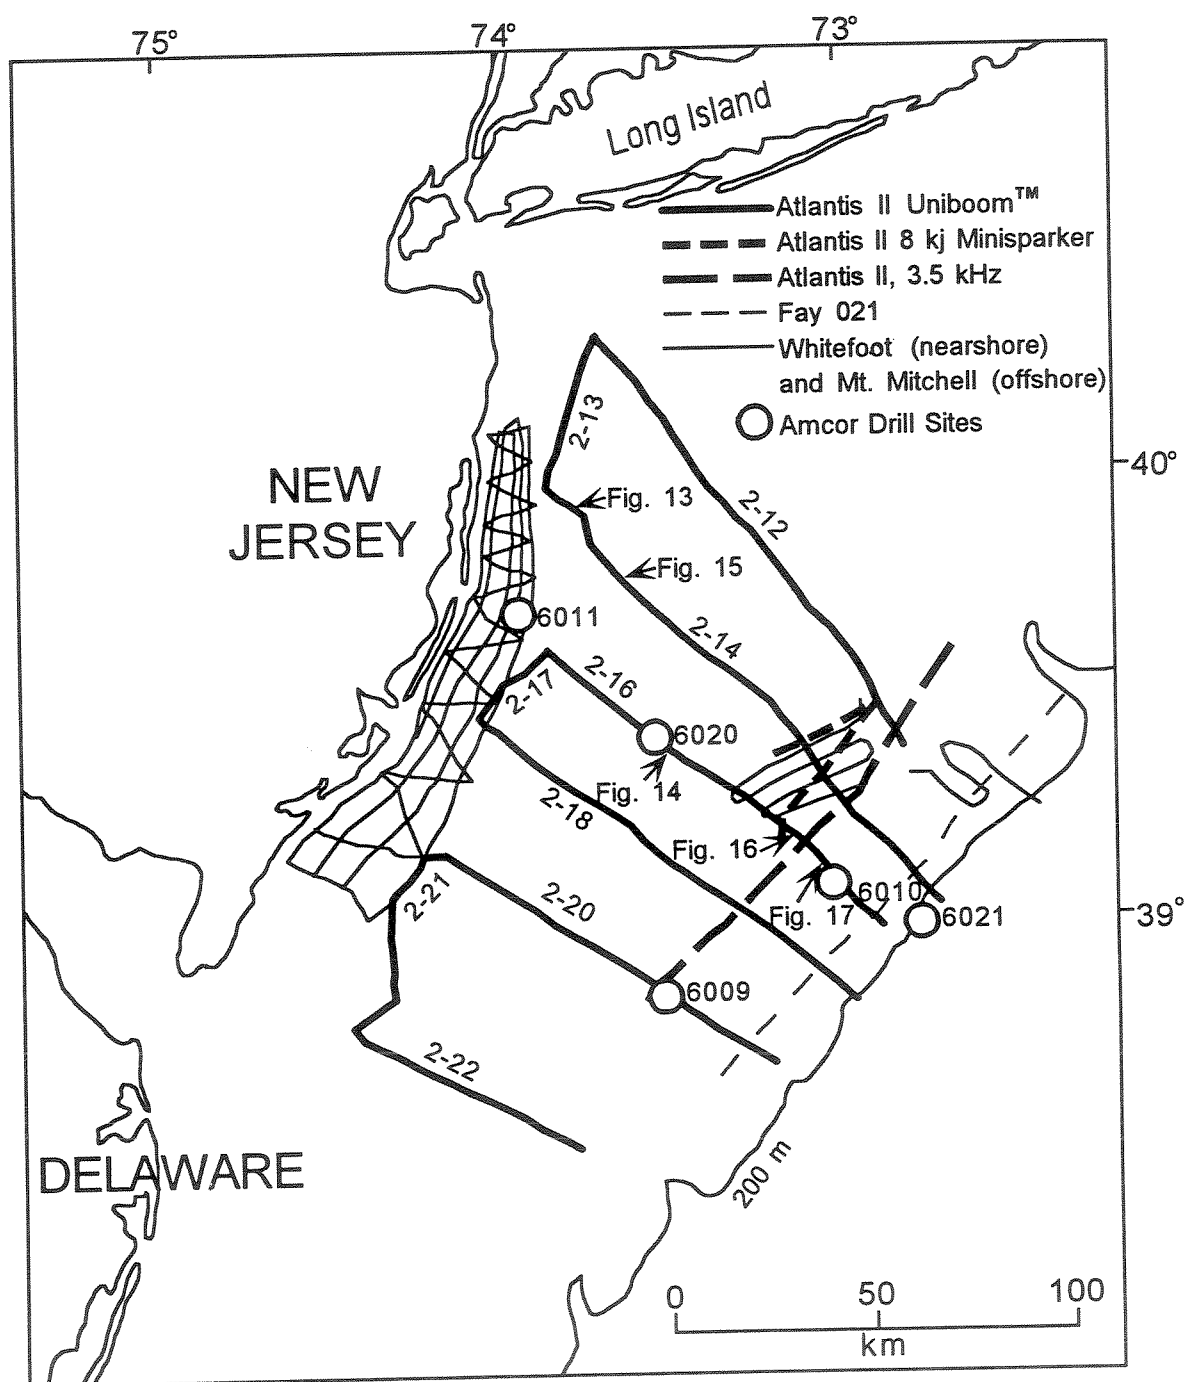 75°
74°
73°
Long Island
Atlantis II Uniboom™
Atlantis II 8 kj Minisparker
Atlantis II, 3.5 kHz
Fay 021
Whitefoot (nearshore)
and Mt. Mitchell (offshore)
Amcor Drill Sites
2-13
40°
NEW
JERSEY
Fig. 13
2-12
Fig. 15
6011
2-14
2-16
2-17
6020
Fig. 14
2-18
Fig. 16
6010
2-21
2-20
Fig. 17
6021
39°
6009
2-22
DELAWARE
200 m
0 50 100
km